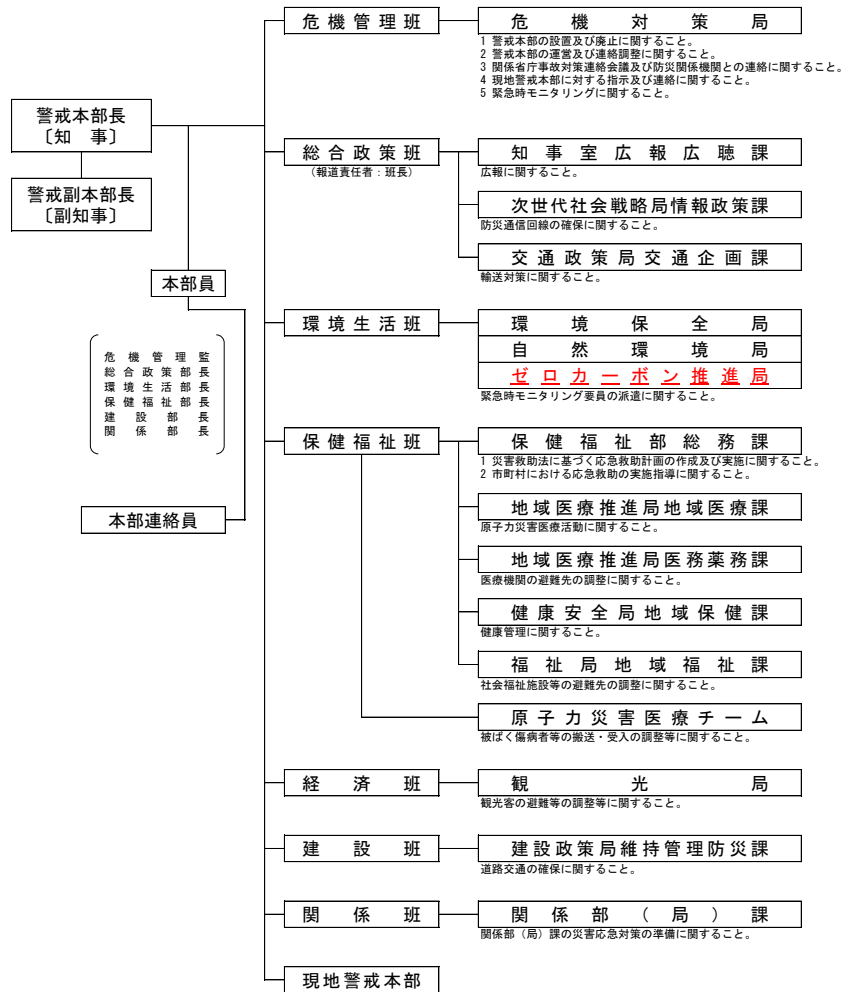 警戒本部長
〔知　事〕
警戒副本部長
〔副知事〕
本部員
危機管理監
総合政策部長
環境生活部長
保健福祉部長
建設部長
関係部長
本部連絡員
危機管理班
危機対策局
1 警戒本部の設置及び廃止に関すること。
2 警戒本部の運営及び連絡調整に関すること。
3 関係省庁事故対策連絡会議及び防災関係機関との連絡に関すること。
4 現地警戒本部に対する指示及び連絡に関すること。
5 緊急時モニタリングに関すること。
総合政策班
(報道責任者：班長)
知事室広報広聴課
広報に関すること。
次世代社会戦略局情報政策課
防災通信回線の確保に関すること。
交通政策局交通企画課
輸送対策に関すること。
環境生活班
環境保全局
自然環境局
ゼロカーボン推進局
緊急時モニタリング要員の派遣に関すること。
保健福祉班
保健福祉部総務課
1 災害救助法に基づく応急救助計画の作成及び実施に関すること。
2 市町村における応急救助の実施指導に関すること。
地域医療推進局地域医療課
原子力災害医療活動に関すること。
地域医療推進局医務薬務課
医療機関の避難先の調整に関すること。
健康安全局地域保健課
健康管理に関すること。
福祉局地域福祉課
社会福祉施設等の避難先の調整に関すること。
原子力災害医療チーム
被ばく傷病者等の搬送・受入の調整等に関すること。
経済班
観光局
観光客の避難等の調整等に関すること。
建設班
建設政策局維持管理防災課
道路交通の確保に関すること。
関係班
関係部（局）課
関係部（局）課の災害応急対策の準備に関すること。
現地警戒本部